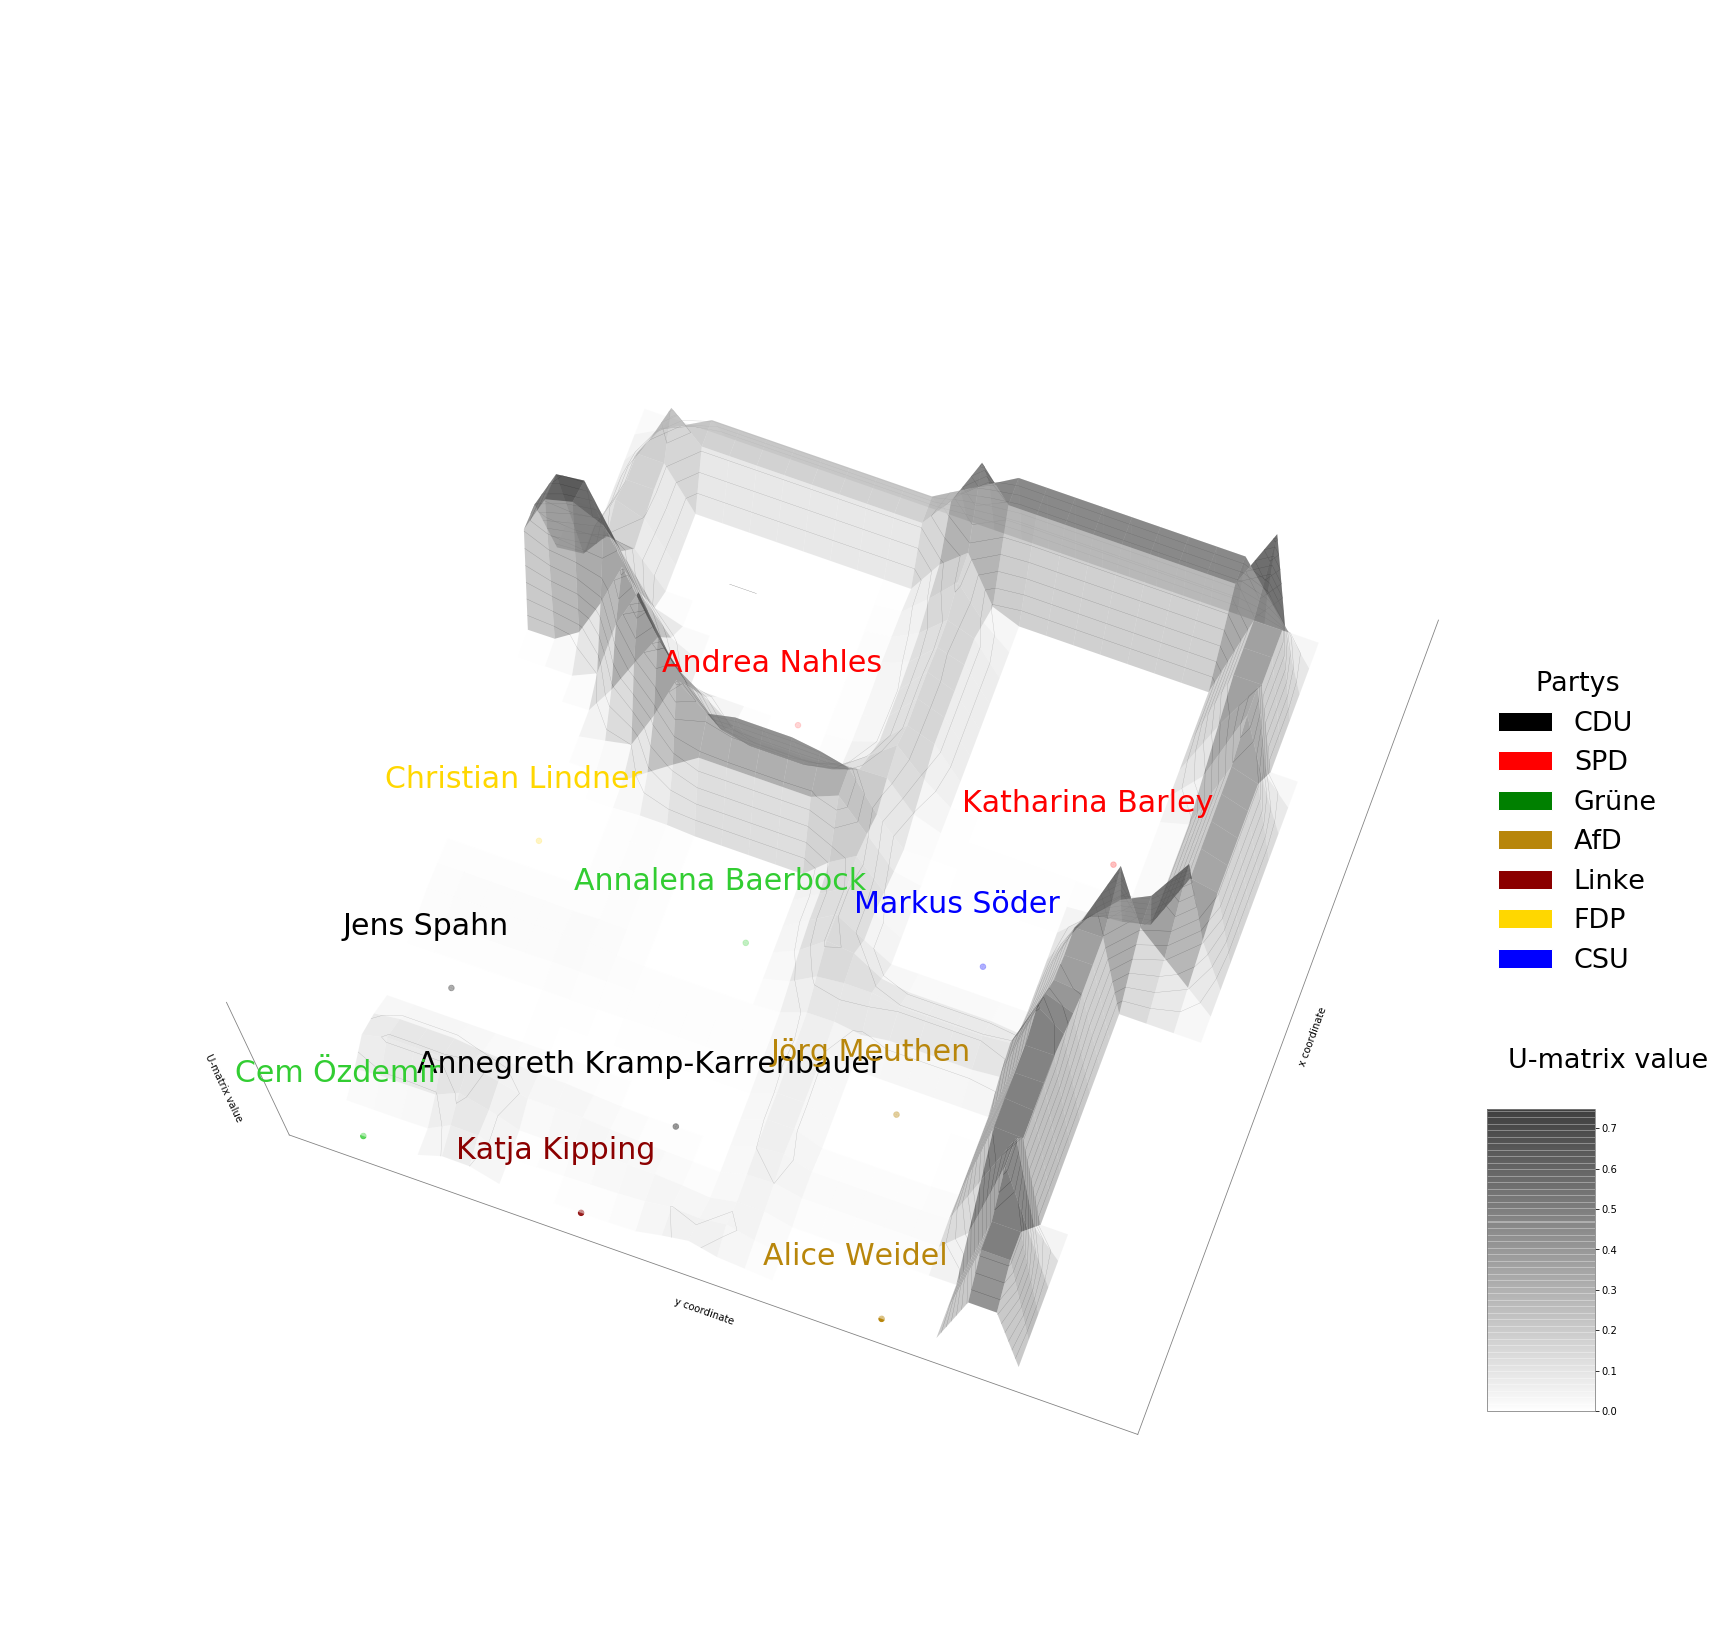 Andrea Nahles
Christian Lindner
Katharina Barley
Annalena Baerbock
Markus Söder
Jens Spahn
Jörg Meuthen
Annegreth Kramp-Karrenbauer
Cem Özdemir
Katja Kipping
Alice Weidel
U-matrix value
y coordinate
x coordinate
Partys
CDU
SPD
Grüne
AfD
Linke
FDP
CSU
U-matrix value
0.7
0.6
0.5
0.4
0.3
0.2
0.1
0.0